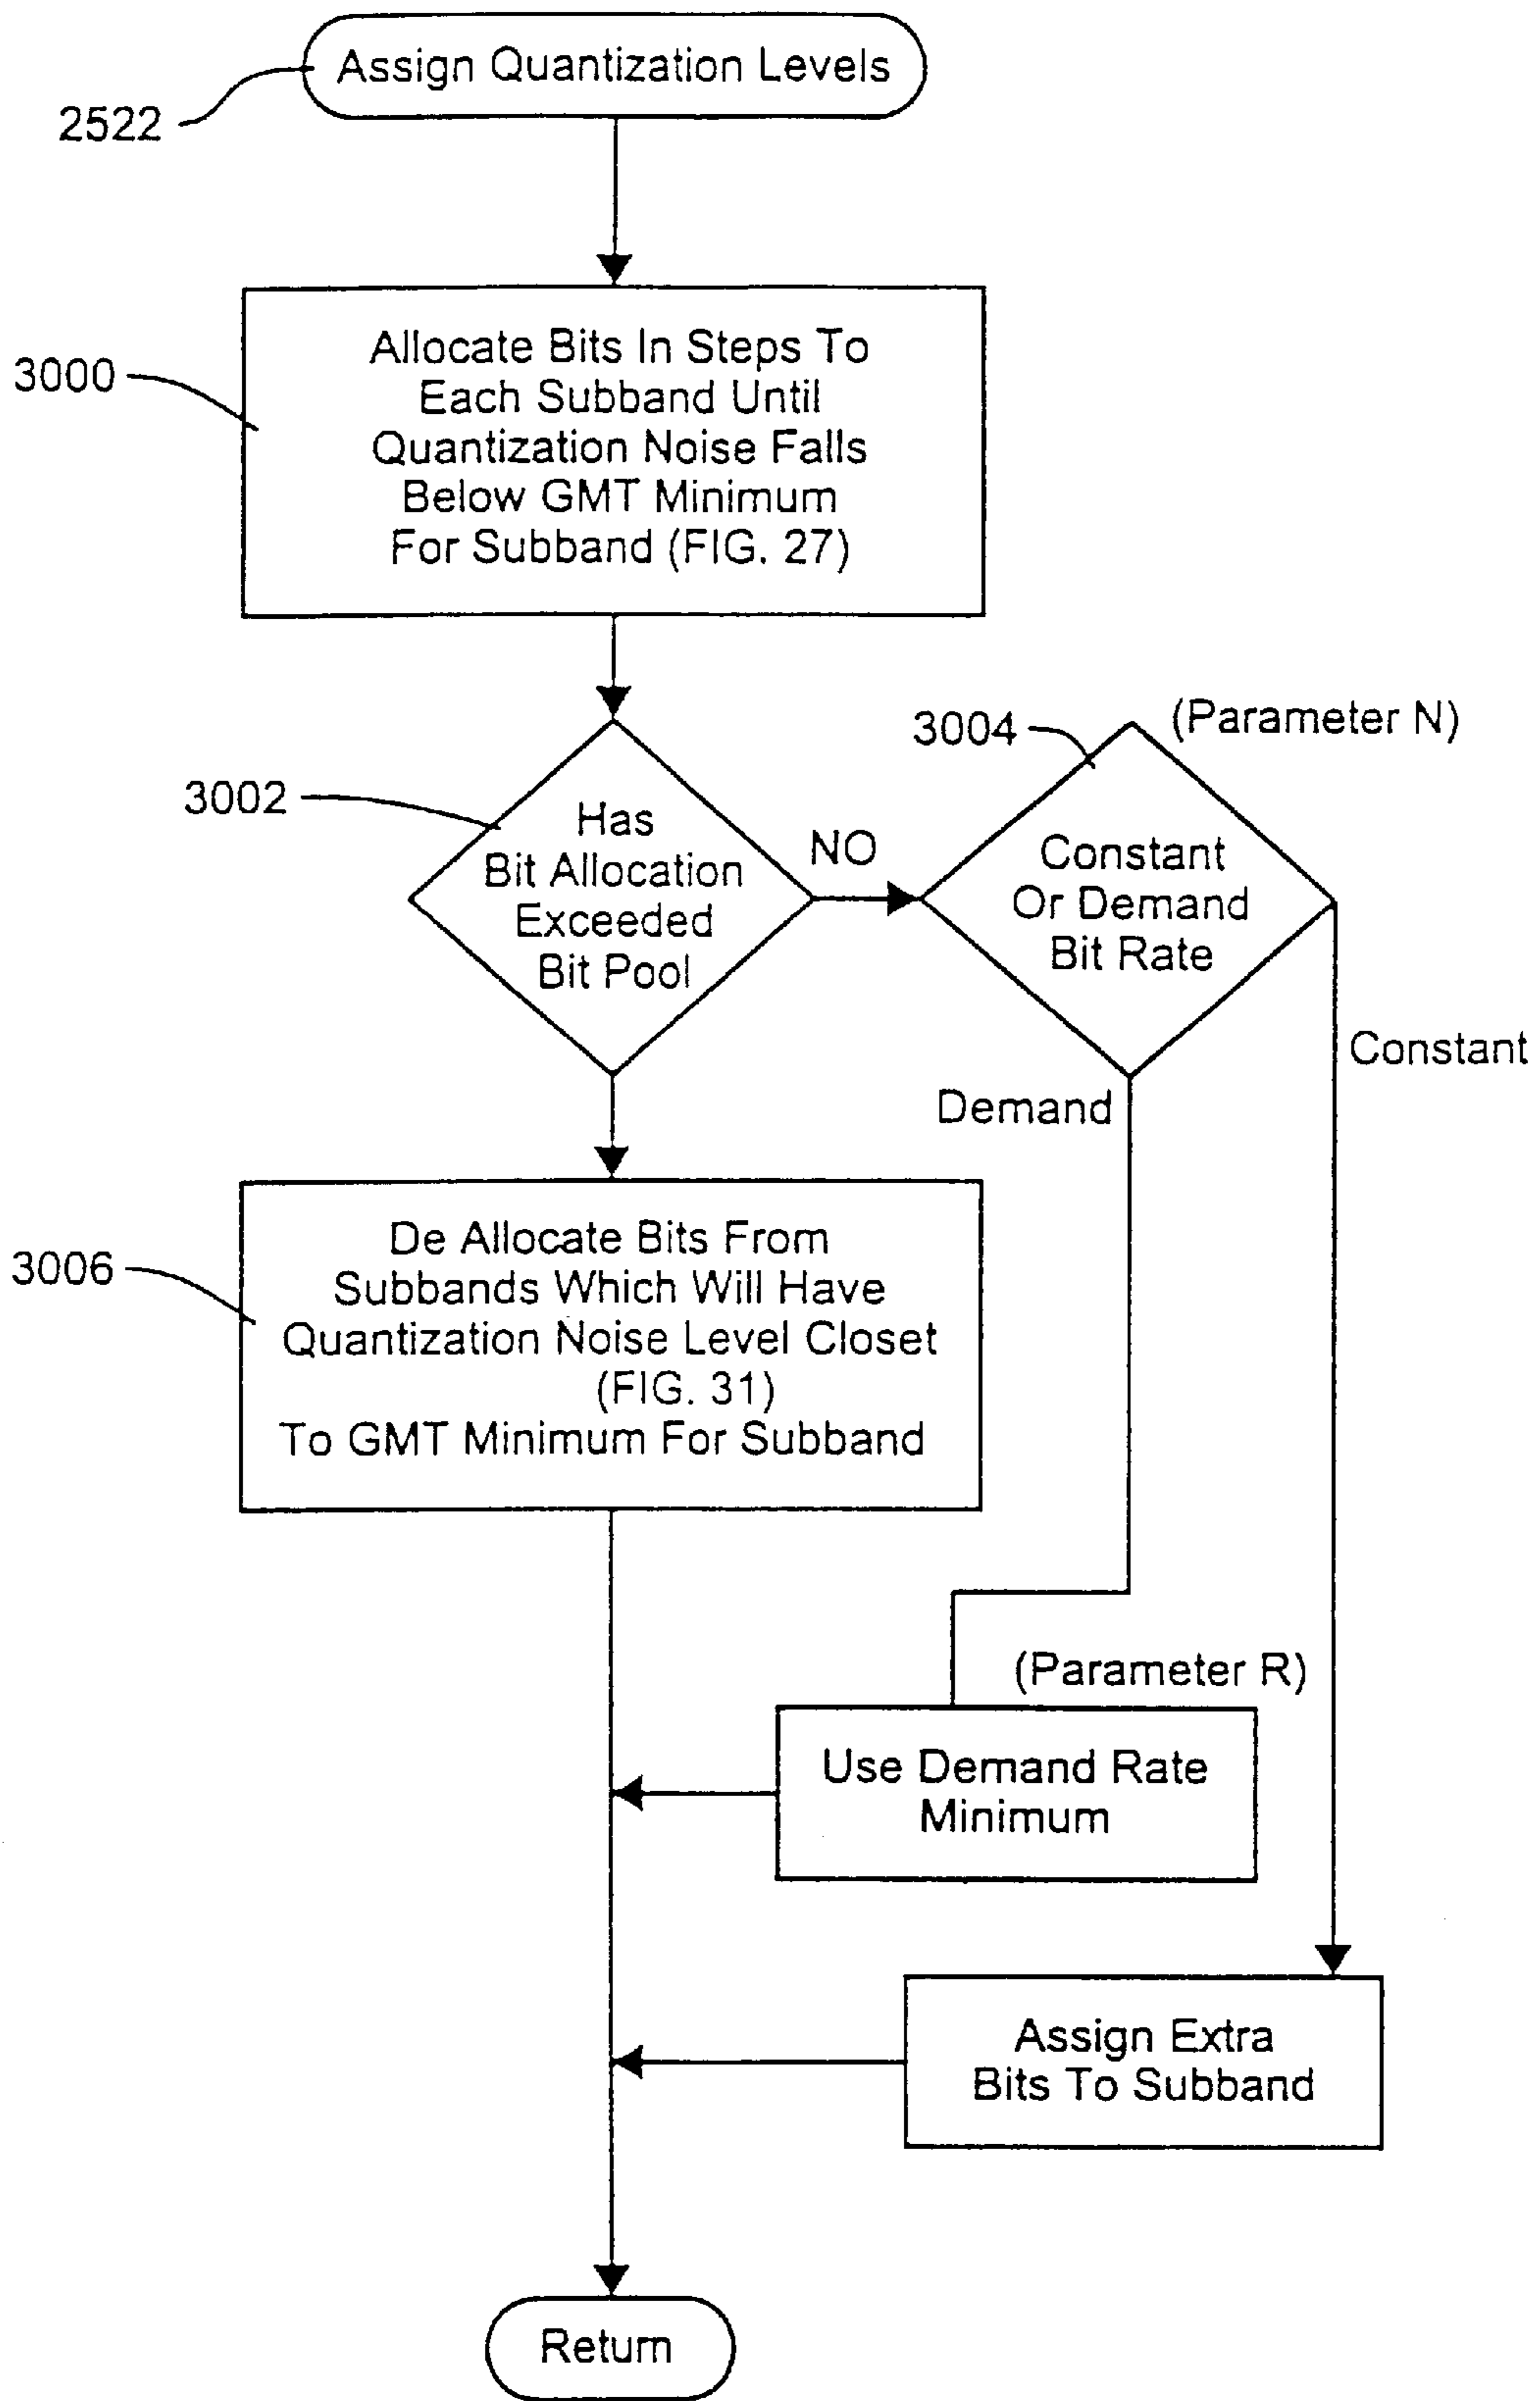 Assign Quantization Levels
2522
Allocate Bits In Steps To
Each Subband Until
Quantization Noise Falls
Below GMT Minimum
For Subband (FIG. 27)
3000
3004
(Parameter N)
3002
Has
Bit Allocation
Exceeded
Bit Pool
NO
Constant
Or Demand
Bit Rate
Constant
Demand
De Allocate Bits From
Subbands Which Will Have
Quantization Noise Level Closet
(FIG. 31)
To GMT Minimum For Subband
3006
(Parameter R)
Use Demand Rate
Minimum
Assign Extra
Bits To Subband
Return